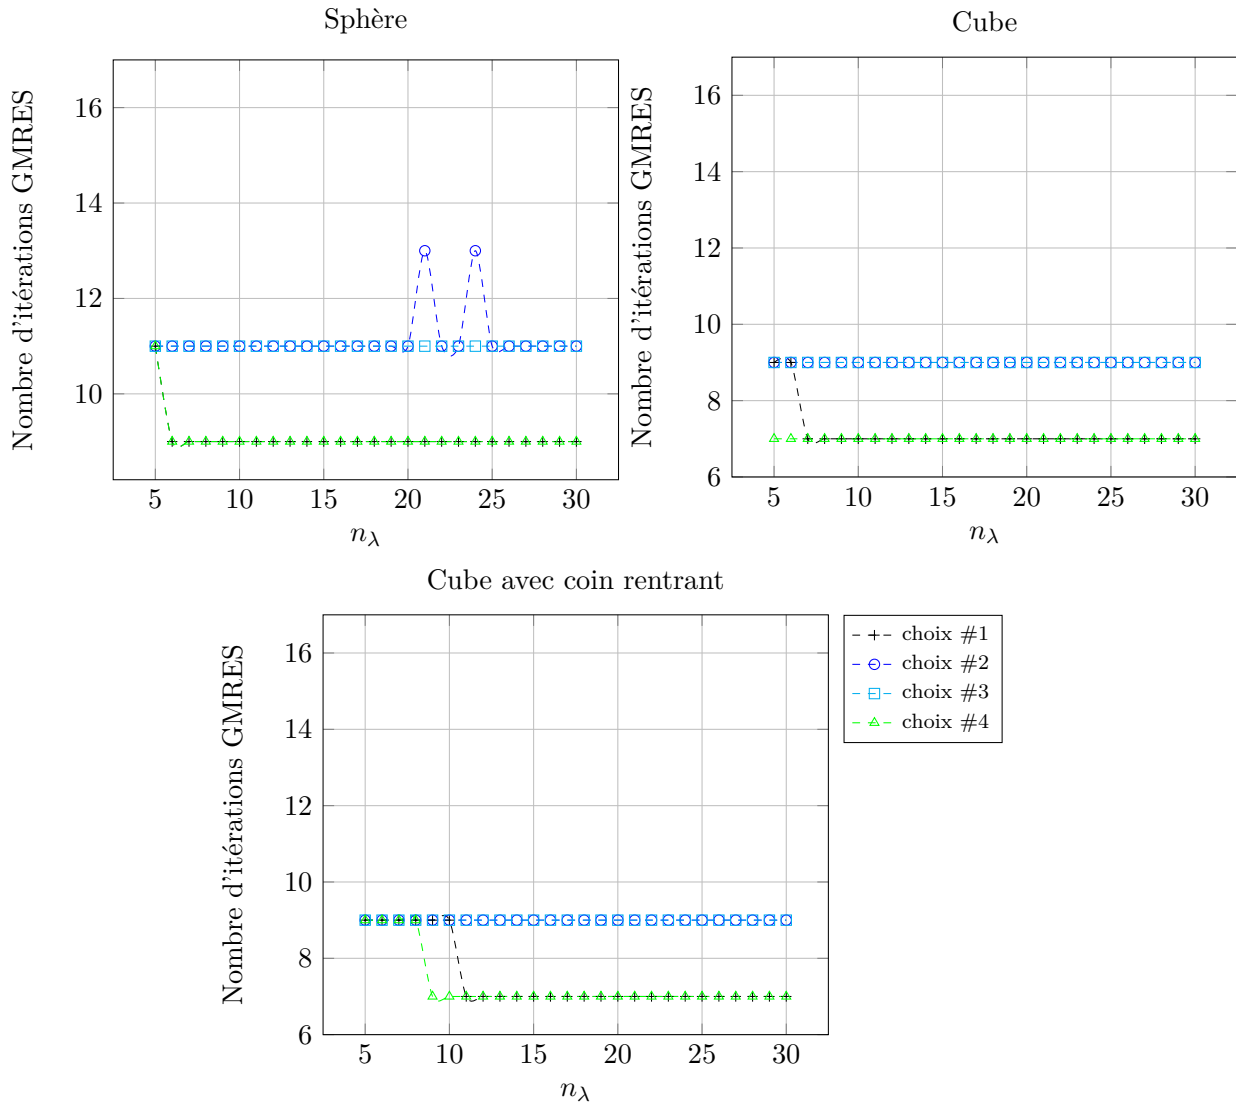 Sphère
Nombre d'itérations GMRES
16
14
12
10
5 10 15 20 25 30
n_λ
Cube
Nombre d'itérations GMRES
16
14
12
10
8
6
5 10 15 20 25 30
n_λ
Cube avec coin rentrant
Nombre d'itérations GMRES
16
14
12
10
8
6
5 10 15 20 25 30
n_λ
choix #1
choix #2
choix #3
choix #4